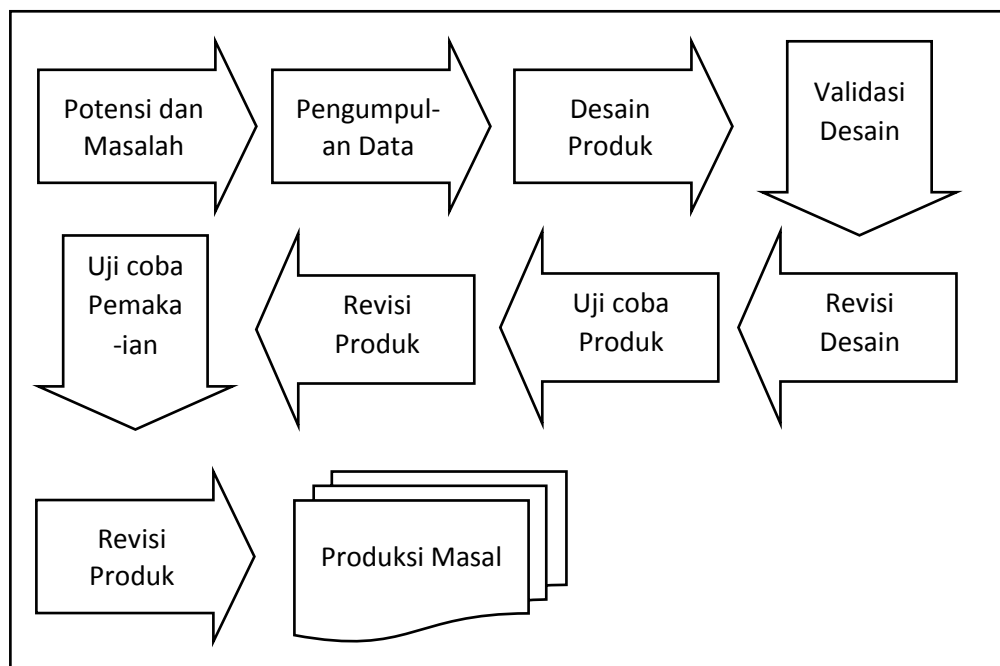 Potensi dan
Masalah
Pengumpul-
an Data
Desain
Produk
Validasi
Desain
Revisi
Desain
Uji coba
Produk
Revisi
Produk
Uji coba
Pemaka
-ian
Revisi
Produk
Produksi Masal